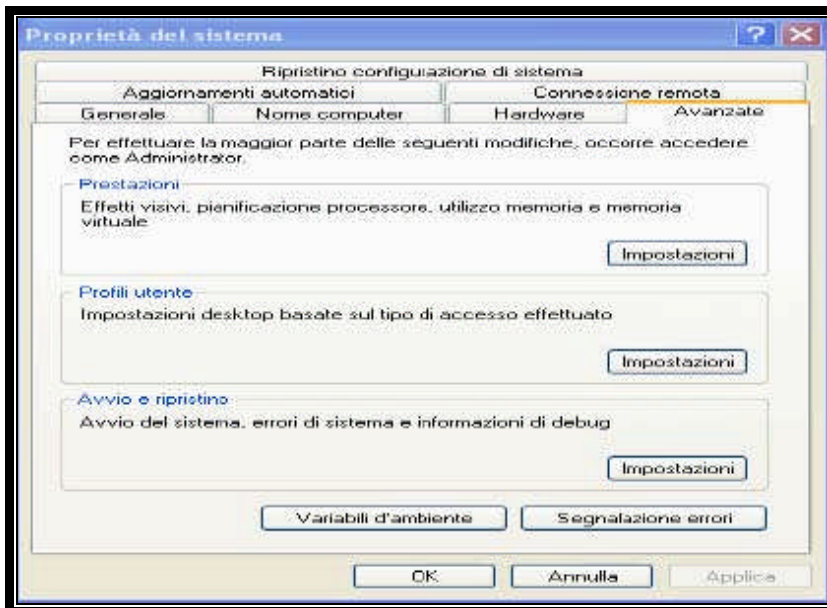 Proprietà del sistema
Ripristino configurazione di sistema
Aggiornamenti automatici Connessione remota
Generale Nome computer Hardware Avanzate
Per effettuare la maggior parte delle seguenti modifiche, occorre accedere
come Administrator.
Prestazioni
Effetti visivi, pianificazione processore, utilizzo memoria e memoria
virtuale
Impostazioni
Profili utente
Impostazioni desktop basate sul tipo di accesso effettuato
Impostazioni
Avvio e ripristino
Avvio del sistema, errori di sistema e informazioni di debug
Impostazioni
Variabili d'ambiente Segnalazione errori
OK Annulla Applica